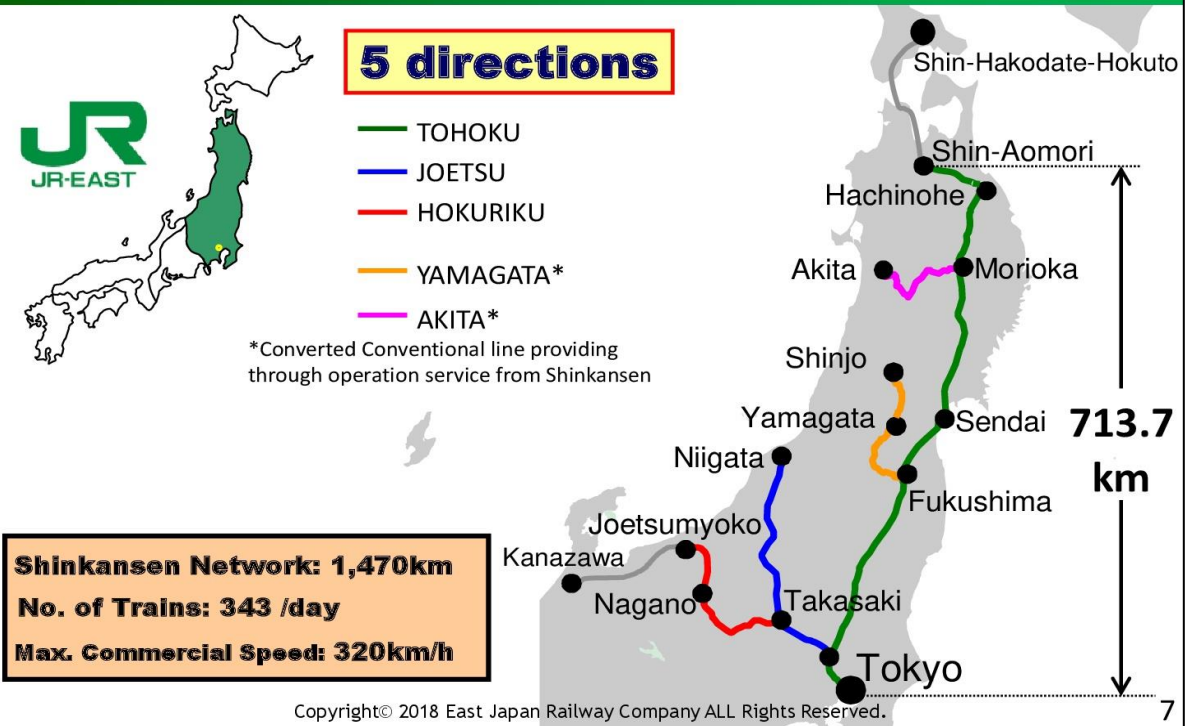 5 directions
JR
JR-EAST
TOHOKU
JOETSU
HOKURIKU
YAMAGATA*
AKITA*
*Converted Conventional line providing
through operation service from Shinkansen
Shin-Hakodate-Hokuto
Shin-Aomori
Hachinohe
Akita
Morioka
Shinjo
Yamagata
Sendai
713.7
km
Niigata
Fukushima
Joetsumyoko
Kanazawa
Nagano
Takasaki
Tokyo
Shinkansen Network: 1,470km
No. of Trains: 343 /day
Max. Commercial Speed: 320km/h
Copyright© 2018 East Japan Railway Company ALL Rights Reserved.
7